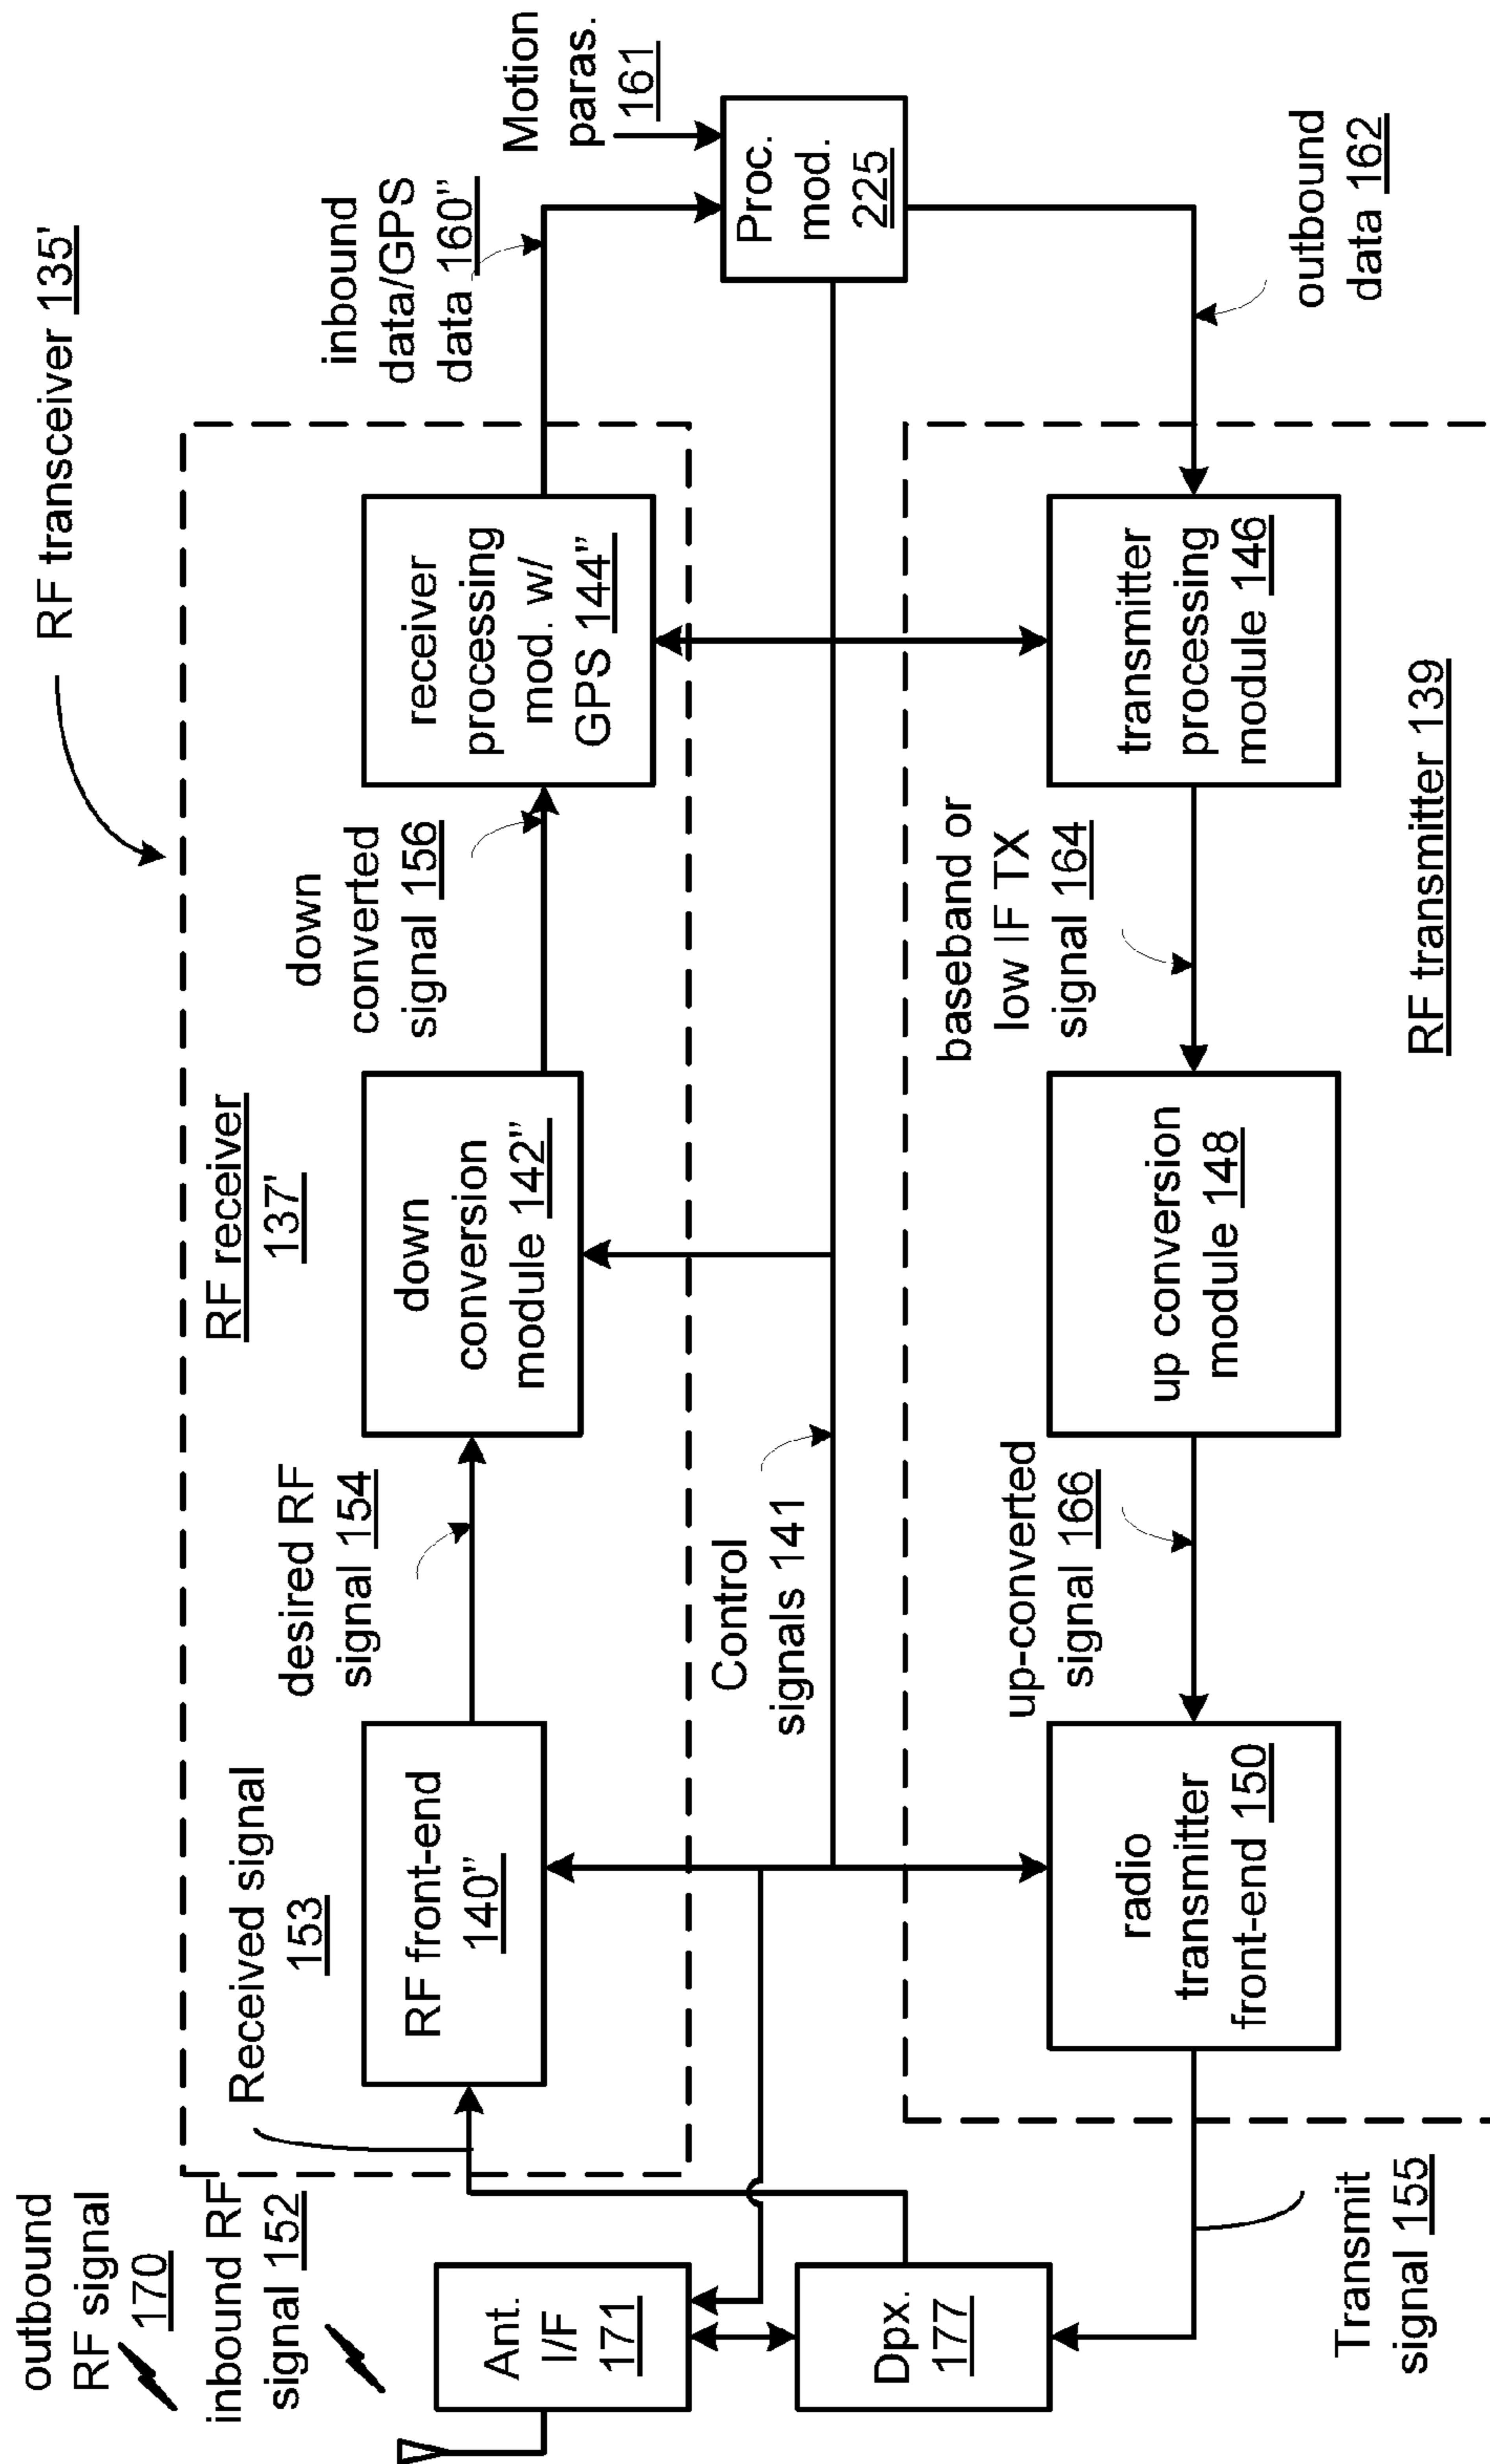 RF transceiver 135'
outbound
RF signal
170
inbound RF
signal 152
Received signal
153
RF receiver
137'
desired RF
signal 154
down
converted
signal 156
inbound
data/GPS
data 160”
Motion
paras.
161
Ant.
I/F
171
RF front-end
140”
down
conversion
module 142”
receiver
processing
mod. w/
GPS 144”
Control
signals 141
Proc.
mod.
225
Dpx.
177
up-converted
signal 166
baseband or
low IF TX
signal 164
radio
transmitter
front-end 150
up conversion
module 148
transmitter
processing
module 146
outbound
data 162
Transmit
signal 155
RF transmitter 139